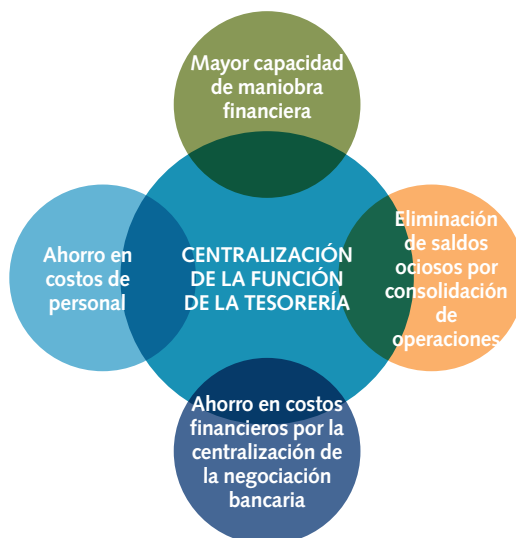 Mayor capacidad
de maniobra
financiera
Ahorro en
costos de
personal
CENTRALIZACIÓN
DE LA FUNCIÓN
DE LA TESORERÍA
Eliminación
de saldos
ociosos por
consolidación
de
operaciones
Ahorro en costos
financieros por la
centralización de
la negociación
bancaria